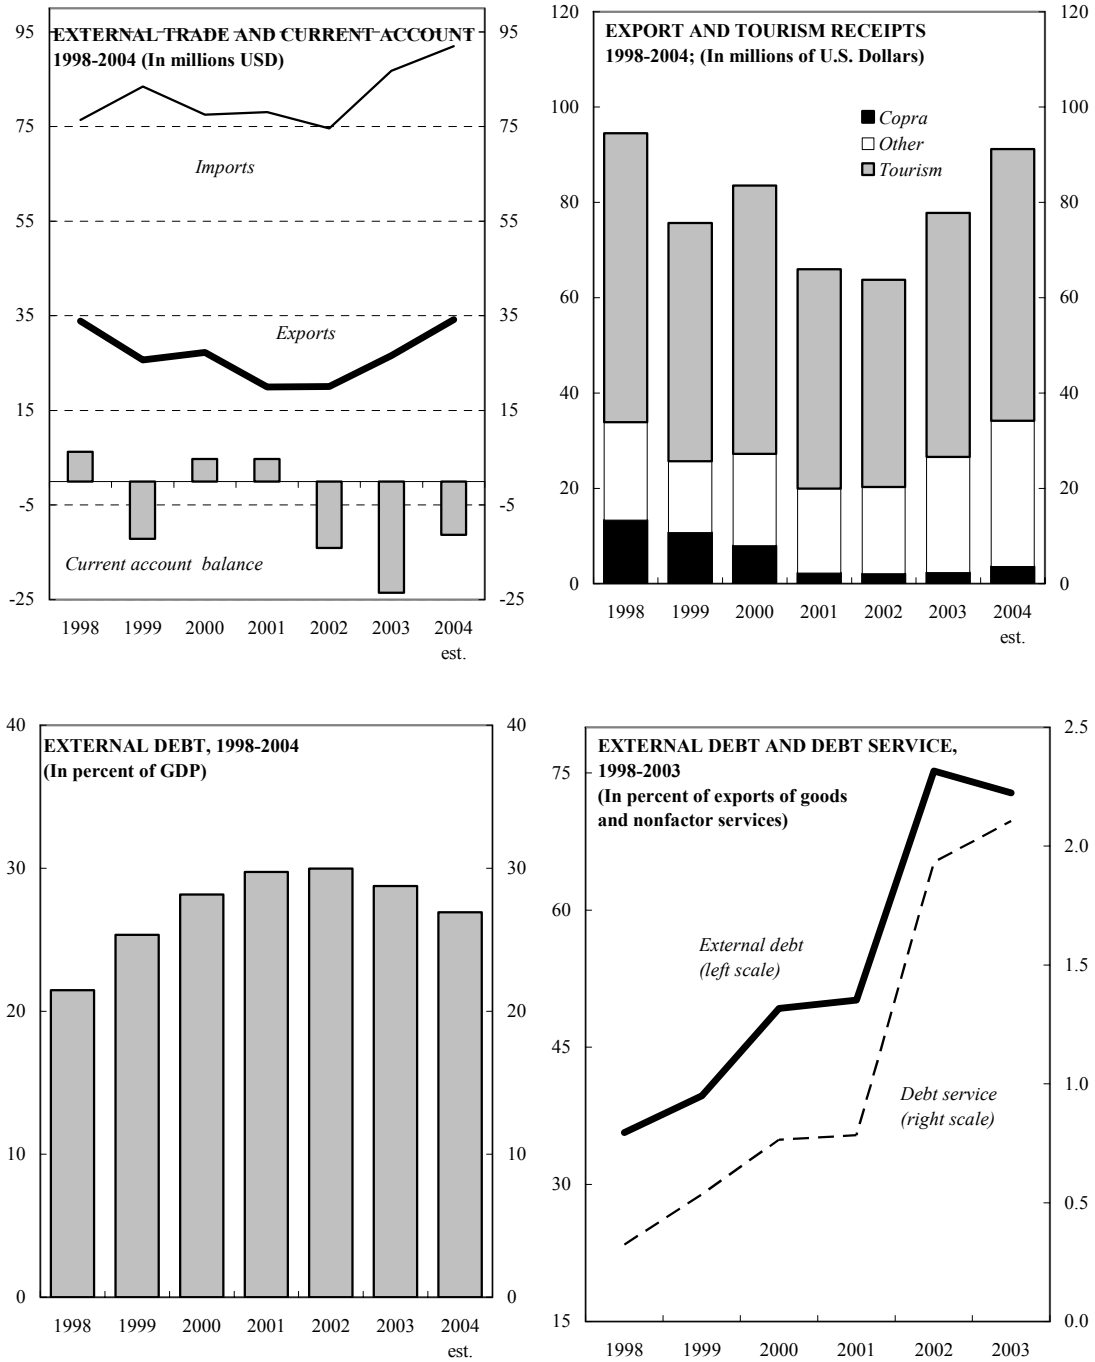 EXTERNAL TRADE AND CURRENT ACCOUNT
1998-2004 (In millions USD)
95
75
55
35
15
-5
-25
95
75
55
35
15
-5
-25
Imports
Exports
Current account balance
1998 1999 2000 2001 2002 2003 2004
est.
EXPORT AND TOURISM RECEIPTS
1998-2004; (In millions of U.S. Dollars)
120
100
80
60
40
20
0
120
100
80
60
40
20
0
Copra
Other
Tourism
1998 1999 2000 2001 2002 2003 2004
est.
EXTERNAL DEBT, 1998-2004
(In percent of GDP)
40
30
20
10
0
40
30
20
10
0
1998 1999 2000 2001 2002 2003 2004
est.
EXTERNAL DEBT AND DEBT SERVICE,
1998-2003
(In percent of exports of goods
and nonfactor services)
75
60
45
30
15
2.5
2.0
1.5
1.0
0.5
0.0
External debt
(left scale)
Debt service
(right scale)
1998 1999 2000 2001 2002 2003